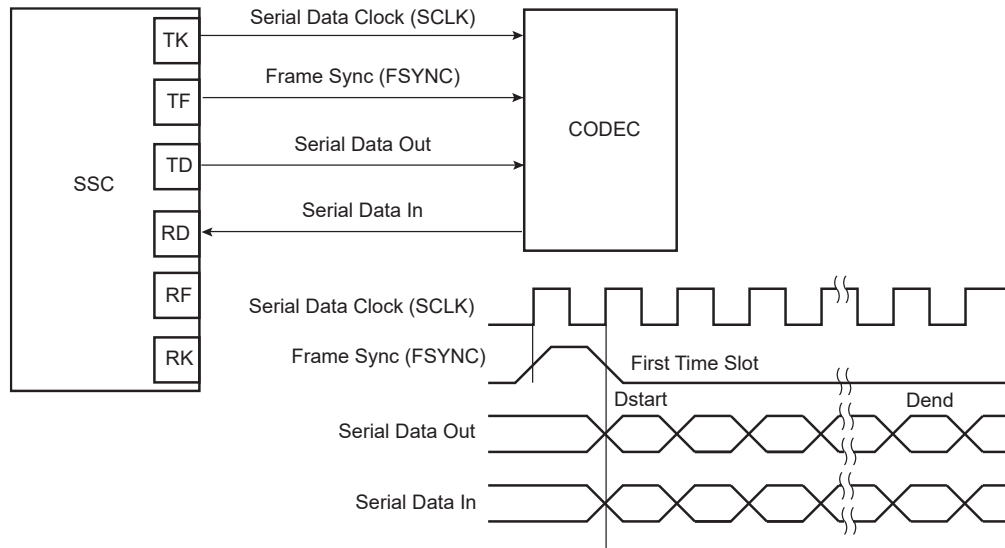 Serial Data Clock (SCLK)
TK
Frame Sync (FSYNC)
TF
CODEC
Serial Data Out
TD
SSC
Serial Data In
RD
RF
Serial Data Clock (SCLK)
RK
Frame Sync (FSYNC)
First Time Slot
Dstart
Dend
Serial Data Out
Serial Data In